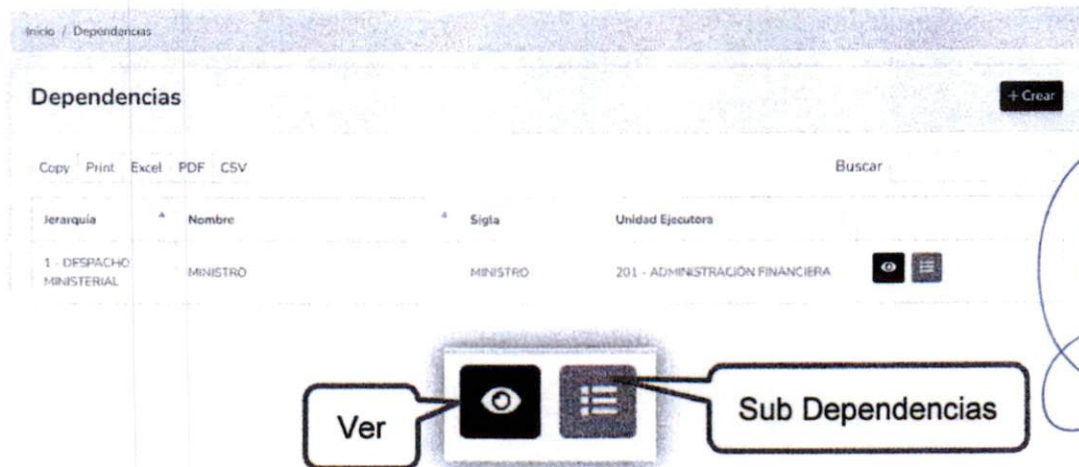 Inicio / Dependencias
Dependencias
+ Crear
Copy Print Excel PDF CSV
Buscar
Jerarquía Nombre Sigla Unidad Ejecutora
1 - DESPACHO MINISTERIAL MINISTRO MINISTRO 201 - ADMINISTRACIÓN FINANCIERA
Ver
Sub Dependencias